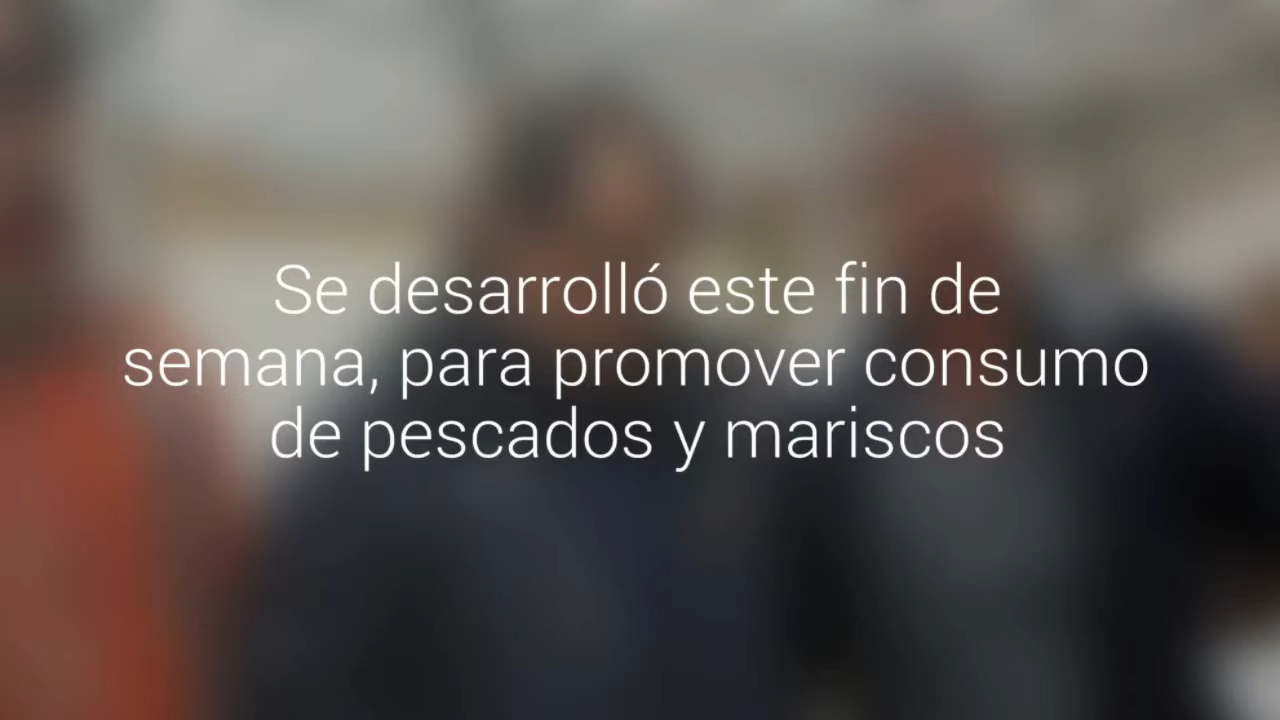 Se desarrolló este fin de
semana, para promover consumo
de pescados y mariscos